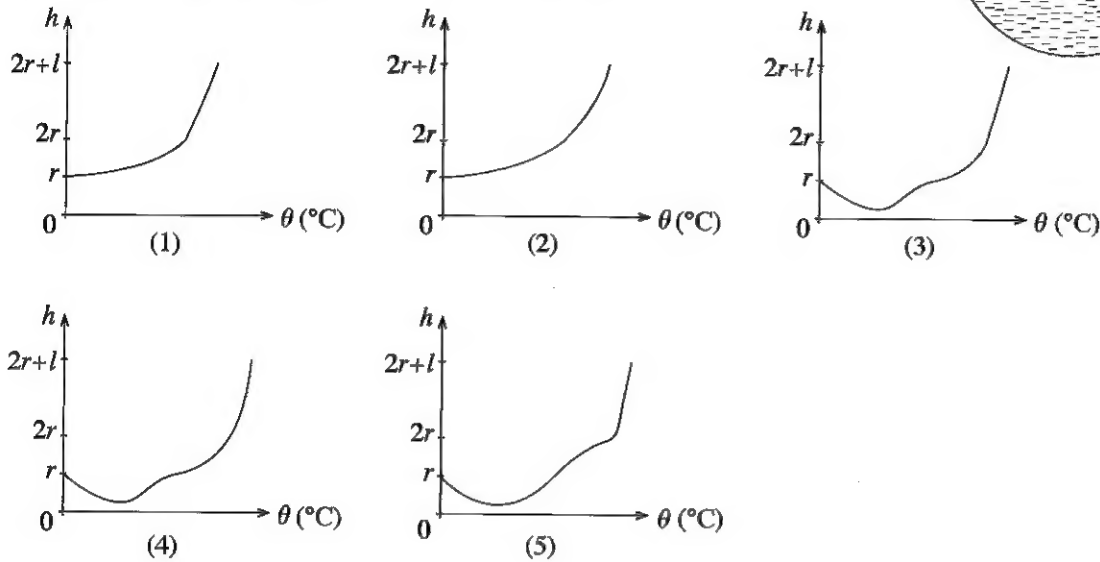 h
2r+l
2r
r
0
θ (°C)
(1)
h
2r+l
2r
r
0
θ (°C)
(2)
h
2r+l
2r
r
0
θ (°C)
(3)
h
2r+l
2r
r
0
θ (°C)
(4)
h
2r+l
2r
r
0
θ (°C)
(5)